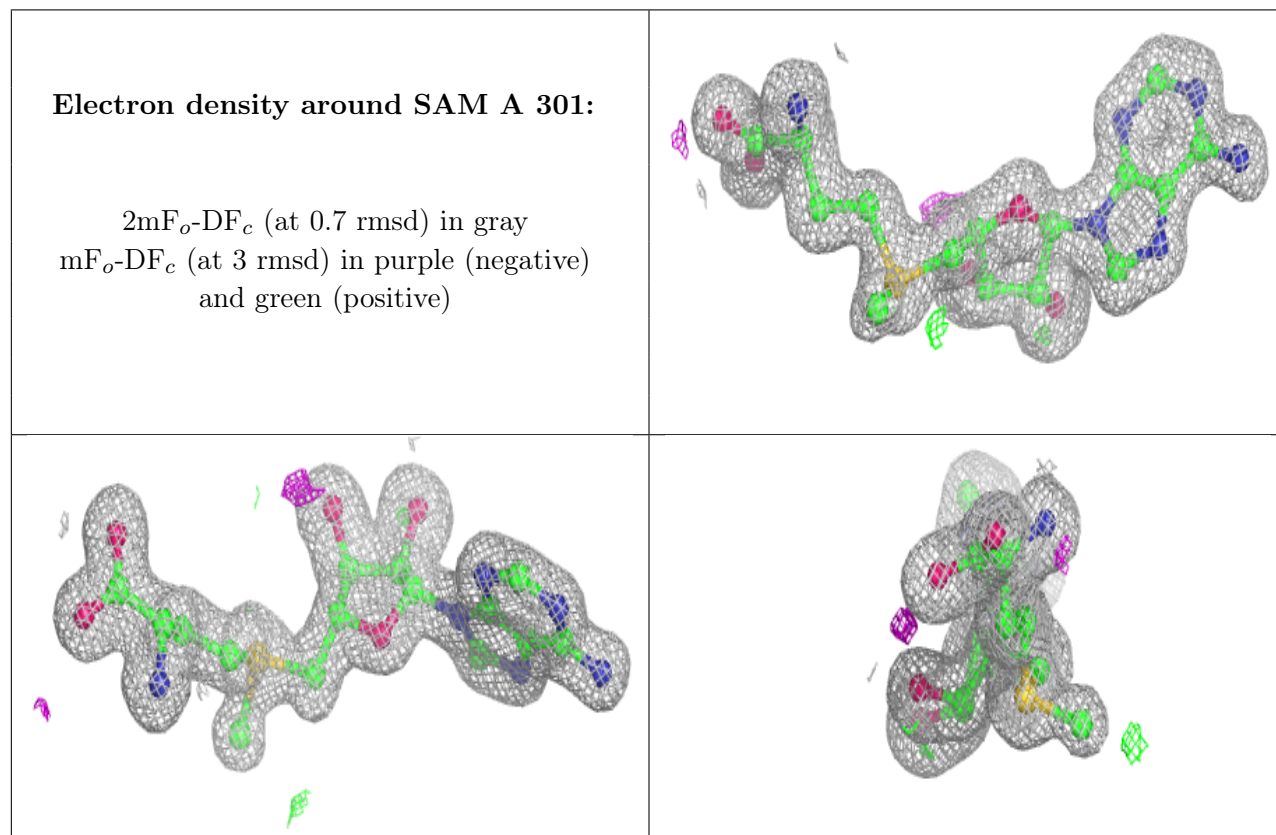 Electron density around SAM A 301:
2mFo-DFc (at 0.7 rmsd) in gray
mFo-DFc (at 3 rmsd) in purple (negative)
and green (positive)